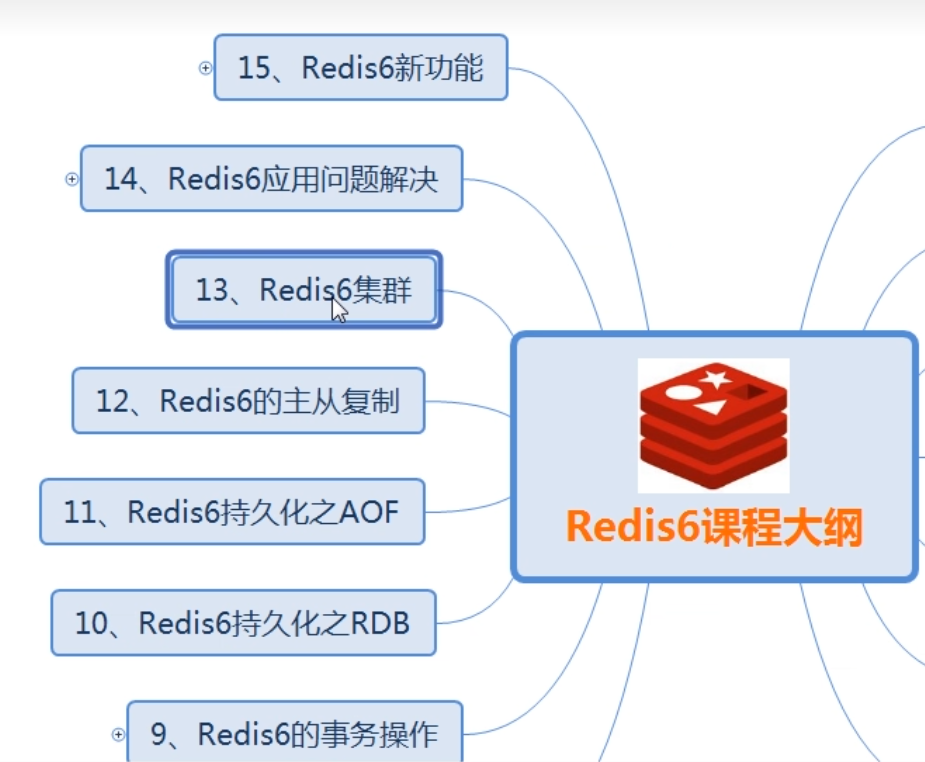 15、Redis6新功能
14、Redis6应用问题解决
13、Redis6集群
12、Redis6的主从复制
11、Redis6持久化之AOF
10、Redis6持久化之RDB
9、Redis6的事务操作
Redis6课程大纲